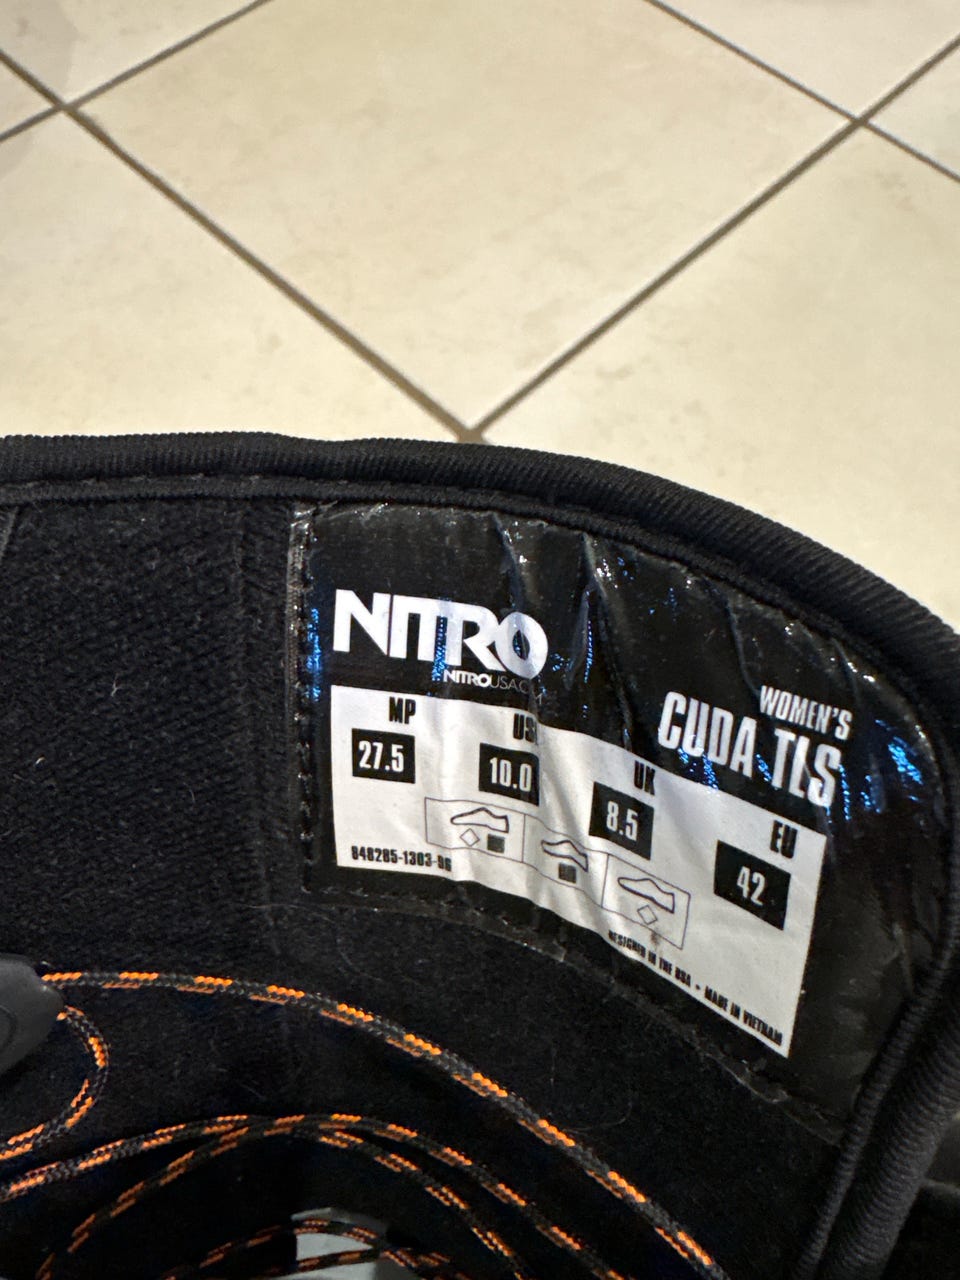 NITRO
NITROUSA.C
WOMEN'S
CUDA TLS
MP
27.5
US
10.0
UK
8.5
EU
42
848285-1303-96
DESIGNED IN THE USA • MADE IN VIETNAM